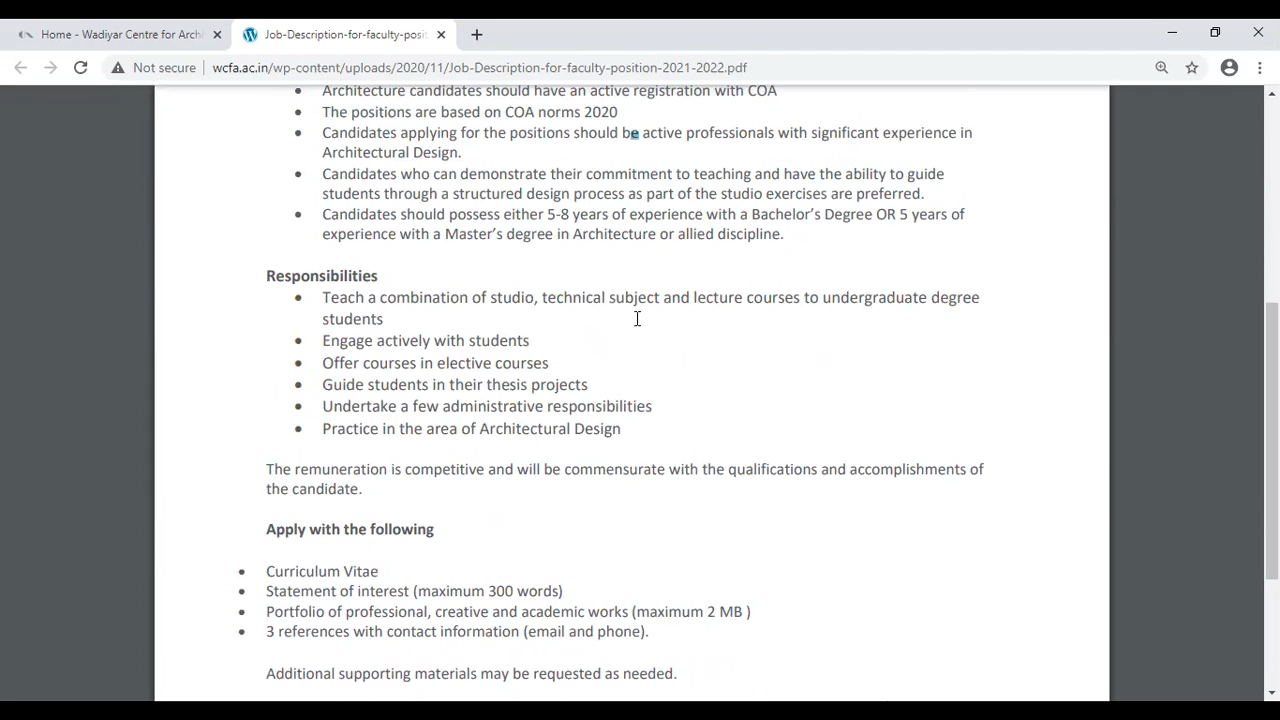 Home - Wadiyar Centre for Archi
Job-Description-for-faculty-posit
Not secure
wcfa.ac.in/wp-content/uploads/2020/11/Job-Description-for-faculty-position-2021-2022.pdf
• Architecture candidates should have an active registration with COA
• The positions are based on COA norms 2020
• Candidates applying for the positions should be active professionals with significant experience in
Architectural Design.
• Candidates who can demonstrate their commitment to teaching and have the ability to guide
students through a structured design process as part of the studio exercises are preferred.
• Candidates should possess either 5-8 years of experience with a Bachelor's Degree OR 5 years of
experience with a Master's degree in Architecture or allied discipline.
Responsibilities
• Teach a combination of studio, technical subject and lecture courses to undergraduate degree
students
• Engage actively with students
• Offer courses in elective courses
• Guide students in their thesis projects
• Undertake a few administrative responsibilities
• Practice in the area of Architectural Design
The remuneration is competitive and will be commensurate with the qualifications and accomplishments of
the candidate.
Apply with the following
• Curriculum Vitae
• Statement of interest (maximum 300 words)
• Portfolio of professional, creative and academic works (maximum 2 MB )
• 3 references with contact information (email and phone).
Additional supporting materials may be requested as needed.